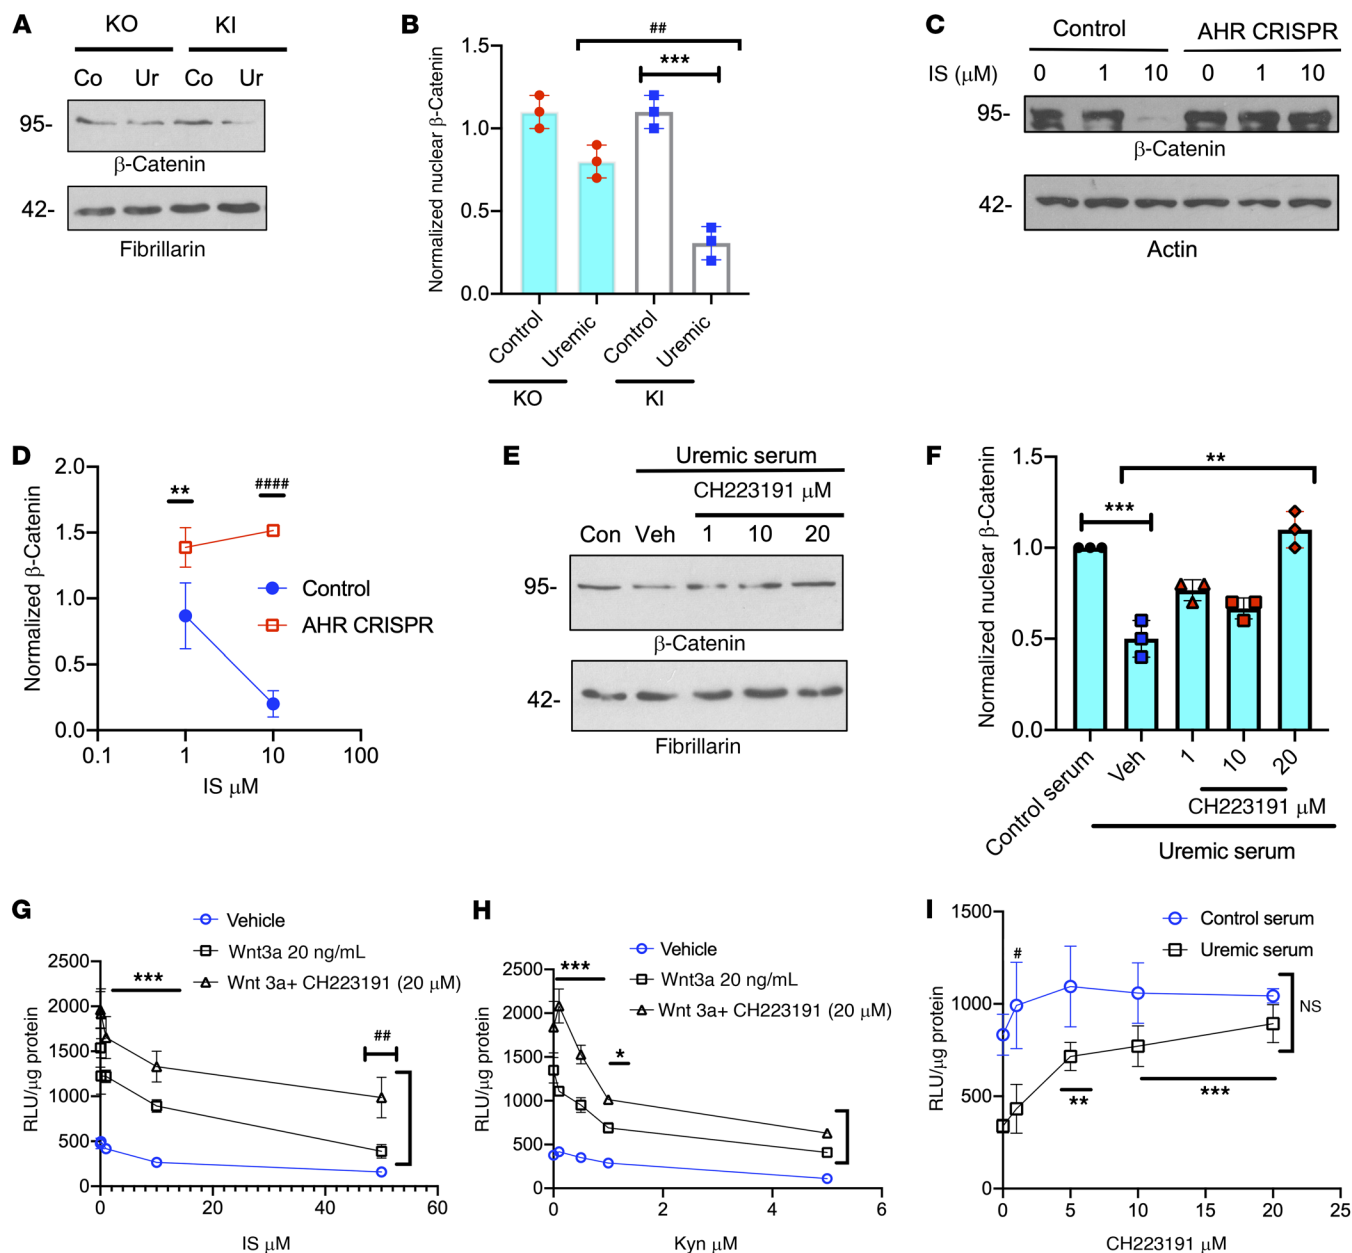 A
KO KI
Co Ur Co Ur
95-
β-Catenin
42-
Fibrillarin
B
Normalized nuclear β-Catenin
1.5
1.0
0.5
0.0
##
***
Control Uremic Control Uremic
KO KI
C
Control AHR CRISPR
IS (μM) 0 1 10 0 1 10
95-
β-Catenin
42-
Actin
D
Normalized β-Catenin
2.0
1.5
1.0
0.5
0.0
** ####
Control
AHR CRISPR
0.1 1 10 100
IS μM
E
Uremic serum
CH223191 μM
Con Veh 1 10 20
95-
β-Catenin
42-
Fibrillarin
F
Normalized nuclear β-Catenin
1.5
1.0
0.5
0.0
**
***
Control serum Veh 1 10 20
CH223191 μM
Uremic serum
G
Vehicle
Wnt3a 20 ng/mL
Wnt 3a+ CH223191 (20 μM)
RLU/μg protein
2500
2000
1500
1000
500
0
***
##
0 20 40 60
IS μM
H
Vehicle
Wnt3a 20 ng/mL
Wnt 3a+ CH223191 (20 μM)
RLU/μg protein
2500
2000
1500
1000
500
0
***
*
0 2 4 6
Kyn μM
I
Control serum
Uremic serum
RLU/μg protein
1500
1000
500
0
#
NS
**
***
0 5 10 15 20 25
CH223191 μM